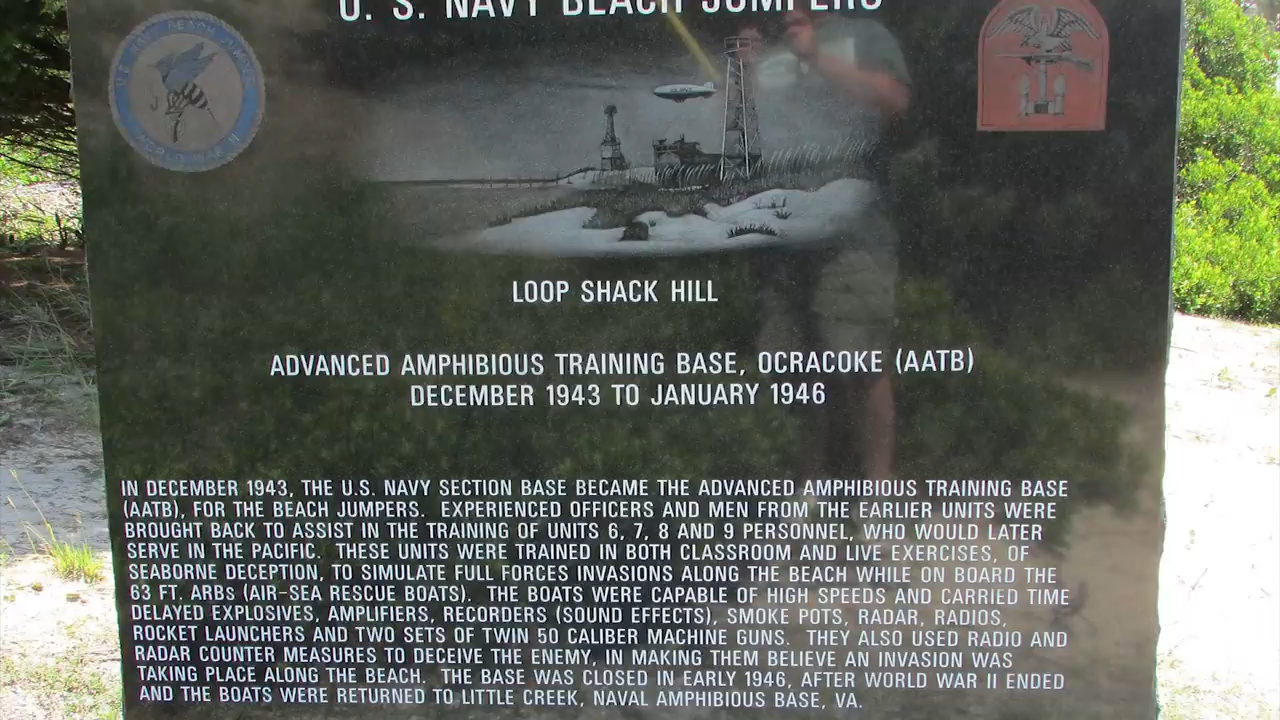 U. S. NAVY BEACH JUMPERS
WORLD WAR II
LOOP SHACK HILL
ADVANCED AMPHIBIOUS TRAINING BASE, OCRACOKE (AATB)
DECEMBER 1943 TO JANUARY 1946
IN DECEMBER 1943, THE U.S. NAVY SECTION BASE BECAME THE ADVANCED AMPHIBIOUS TRAINING BASE
(AATB), FOR THE BEACH JUMPERS. EXPERIENCED OFFICERS AND MEN FROM THE EARLIER UNITS WERE
BROUGHT BACK TO ASSIST IN THE TRAINING OF UNITS 6, 7, 8 AND 9 PERSONNEL, WHO WOULD LATER
SERVE IN THE PACIFIC. THESE UNITS WERE TRAINED IN BOTH CLASSROOM AND LIVE EXERCISES, OF
SEABORNE DECEPTION, TO SIMULATE FULL FORCES INVASIONS ALONG THE BEACH WHILE ON BOARD THE
63 FT. ARBs (AIR-SEA RESCUE BOATS). THE BOATS WERE CAPABLE OF HIGH SPEEDS AND CARRIED TIME
DELAYED EXPLOSIVES, AMPLIFIERS, RECORDERS (SOUND EFFECTS), SMOKE POTS, RADAR, RADIOS,
ROCKET LAUNCHERS AND TWO SETS OF TWIN 50 CALIBER MACHINE GUNS. THEY ALSO USED RADIO AND
RADAR COUNTER MEASURES TO DECEIVE THE ENEMY, IN MAKING THEM BELIEVE AN INVASION WAS
TAKING PLACE ALONG THE BEACH. THE BASE WAS CLOSED IN EARLY 1946, AFTER WORLD WAR II ENDED
AND THE BOATS WERE RETURNED TO LITTLE CREEK, NAVAL AMPHIBIOUS BASE, VA.